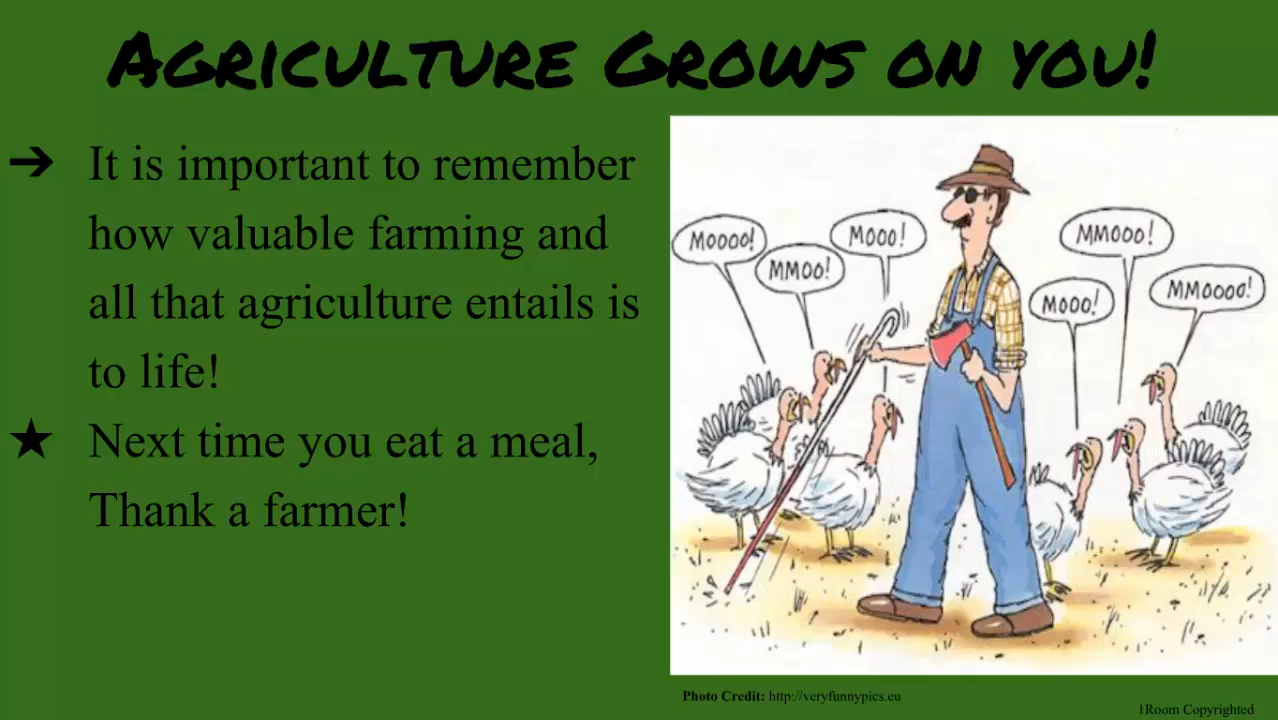 AGRICULTURE GROWS ON YOU!
➔ It is important to remember
how valuable farming and
all that agriculture entails is
to life!
★ Next time you eat a meal,
Thank a farmer!
MOOOO!
MMOO!
MOOO!
MMOOO!
MOOO!
MMOOOO!
Photo Credit: http://veryfunnypics.eu
1Room Copyrighted